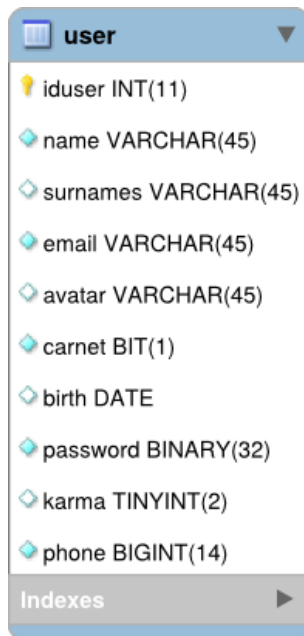 user
iduser INT(11)
name VARCHAR(45)
surnames VARCHAR(45)
email VARCHAR(45)
avatar VARCHAR(45)
carnet BIT(1)
birth DATE
password BINARY(32)
karma TINYINT(2)
phone BIGINT(14)
Indexes